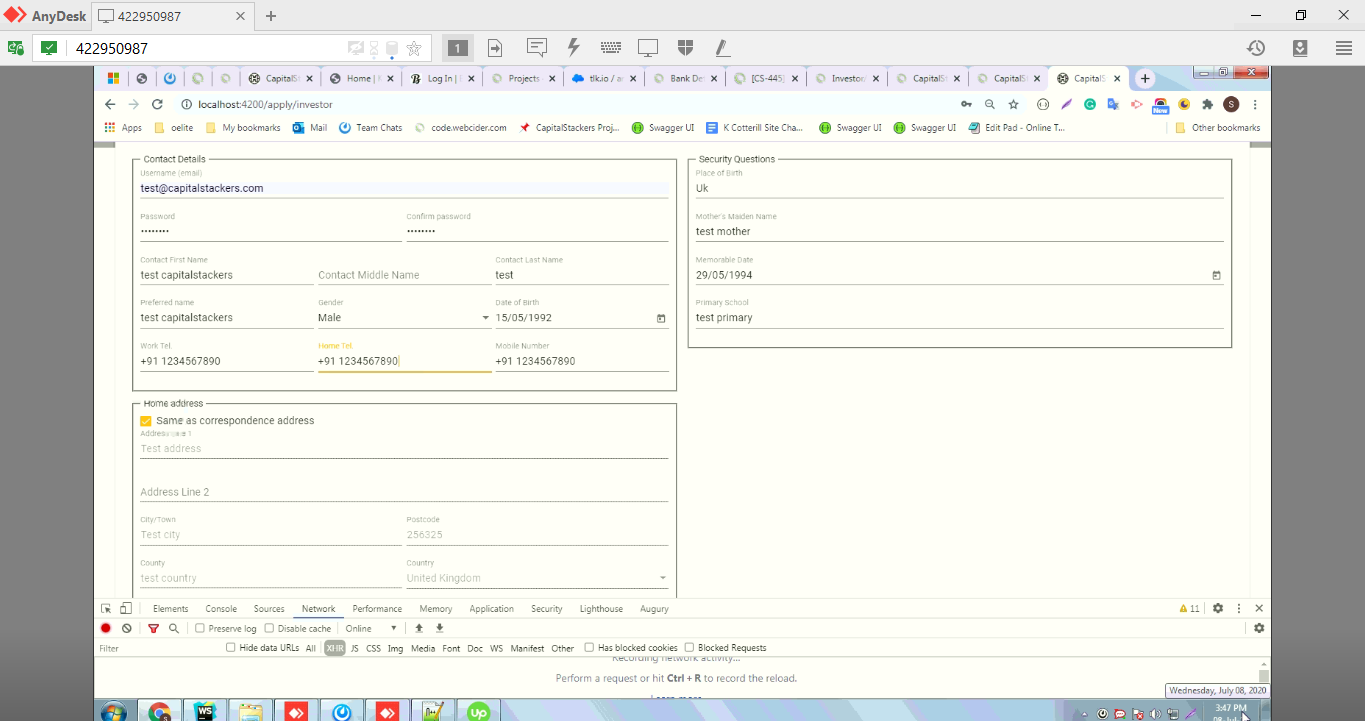 AnyDesk 422950987
422950987 1
CapitalS Home | Log In | Projects tlk.io / a Bank De [CS-445] Investor/ CapitalS CapitalS CapitalS
localhost:4200/apply/investor New S
Apps oelite My bookmarks Mail Team Chats code.webcider.com CapitalStackers Proj... Swagger UI K Cotterill Site Cha... Swagger UI Swagger UI Edit Pad - Online T... Other bookmarks
Contact Details
Username (email)
test@capitalstackers.com
Password Confirm password
•••••••• ••••••••
Contact First Name Contact Last Name
test capitalstackers Contact Middle Name test
Preferred name Gender Date of Birth
test capitalstackers Male 15/05/1992
Work Tel. Home Tel. Mobile Number
+91 1234567890 +91 1234567890 +91 1234567890
Security Questions
Place of Birth
Uk
Mother's Maiden Name
test mother
Memorable Date
29/05/1994
Primary School
test primary
Home address
Same as correspondence address
Address 1
Test address
Address Line 2
City/Town Postcode
Test city 256325
County Country
test country United Kingdom
Elements Console Sources Network Performance Memory Application Security Lighthouse Augury 11
Preserve log Disable cache Online
Filter Hide data URLs All XHR JS CSS Img Media Font Doc WS Manifest Other Has blocked cookies Blocked Requests
Recording network activity...
Perform a request or hit Ctrl + R to record the reload.
Learn more
Wednesday, July 08, 2020
WS Up 3:47 PM